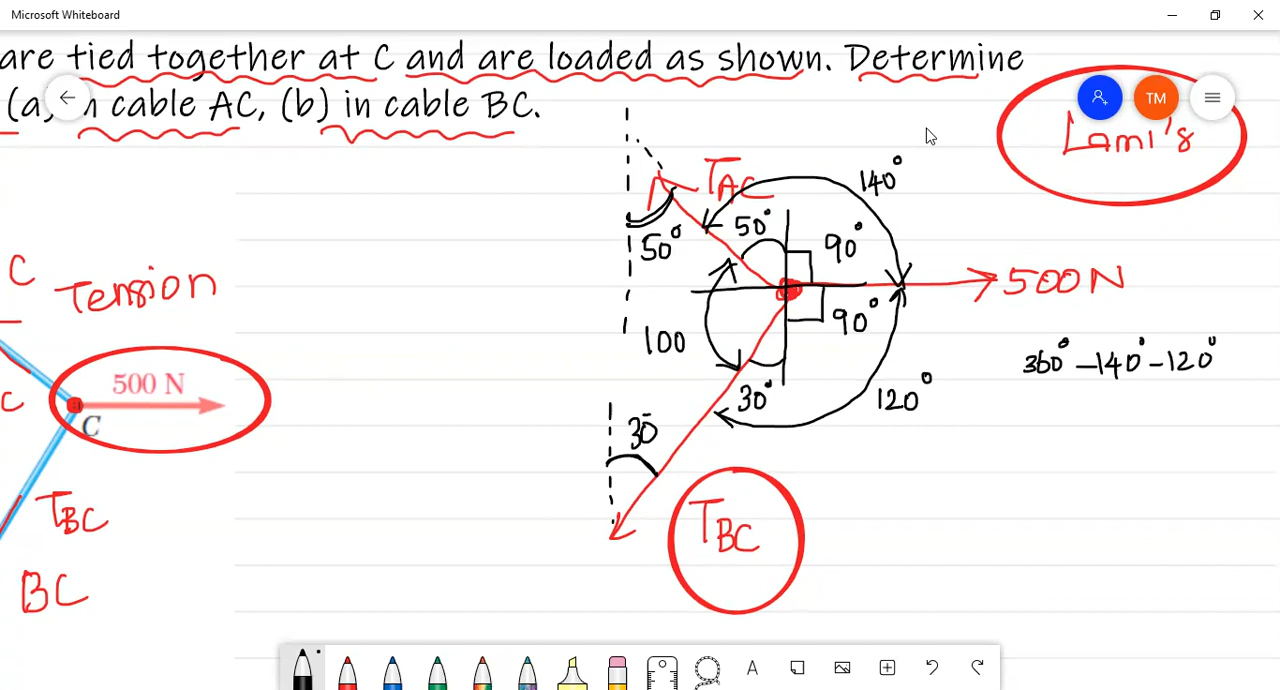 Microsoft Whiteboard
are tied together at C and are loaded as shown. Determine
(a) in cable AC, (b) in cable BC.
TM
Lami's
TAC
140°
50°
50°
90°
C
Tension
500 N
90°
100
360° -140° -120°
500 N
C
C
30°
120°
30
TBC
TBC
BC
A